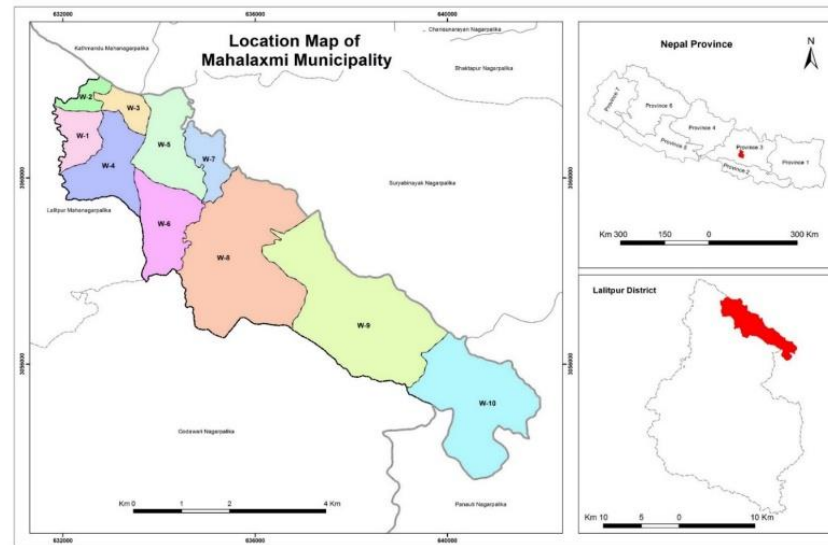 632000
636000
640000
Location Map of
Mahalaxmi Municipality
Kathmandu Mahanagarpalika
Changunarayan Nagarpalika
Bhaktapur Nagarpalika
W-2
W-3
W-1
W-4
W-5
W-7
3060000
3060000
Suryabinayak Nagarpalika
Lalitpur Mahanagarpalika
W-6
W-8
W-9
W-10
Godawari Nagarpalika
Panauti Nagarpalika
Km 0 1 2 4 Km
632000
636000
640000
Nepal Province
N
Province 7
Province 6
Province 4
Province 3
Province 1
Province 2
Km 300 150 0 300 Km
Lalitpur District
Km 10 5 0 10 Km